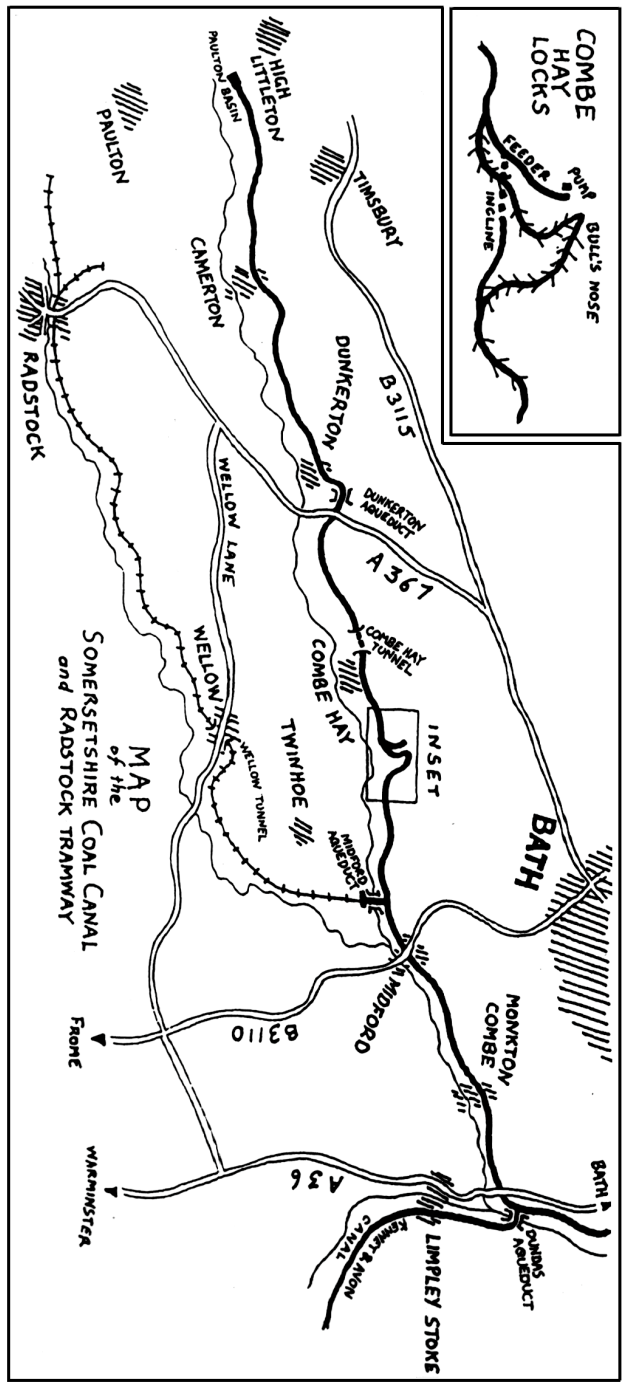 COMBE
HAY
LOCKS
FEEDER
PUMP
INCLINE
BULL'S NOSE
HIGH
LITTLETON
PAULTON BASIN
PAULTON
TIMSBURY
CAMERTON
RADSTOCK
DUNKERTON
B3115
DUNKERTON
AQUEDUCT
A 367
WELLOW LANE
COMBE HAY
TUNNEL
COMBE HAY
INSET
WELLOW
WELLOW TUNNEL
TWINHOE
MIDFORD
AQUEDUCT
BATH
MIDFORD
MONKTON
COMBE
B3110
FROME
A36
WARMINSTER
BATH
DUNDAS
AQUEDUCT
LIMPLEY STOKE
KENNET & AVON
CANAL
MAP
of the
SOMERSETSHIRE COAL CANAL
and RADSTOCK TRAMWAY